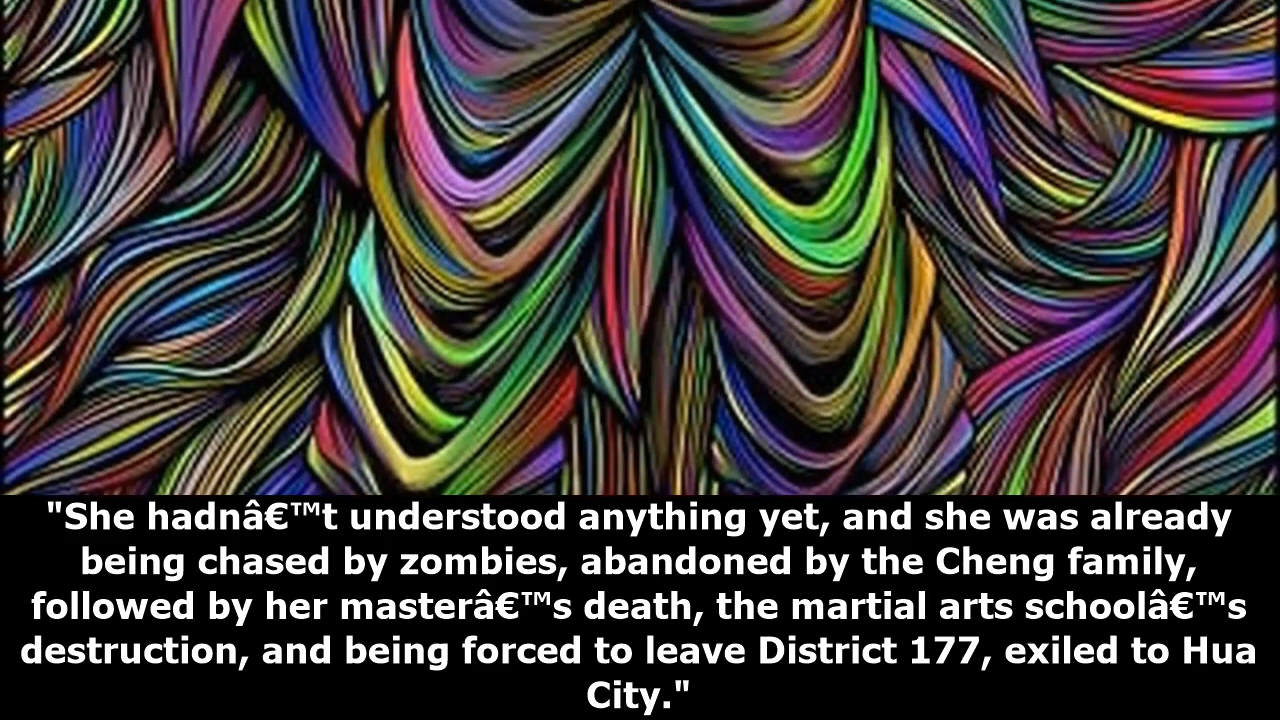 "She hadnâ€™t understood anything yet, and she was already
being chased by zombies, abandoned by the Cheng family,
followed by her masterâ€™s death, the martial arts schoolâ€™s
destruction, and being forced to leave District 177, exiled to Hua
City."